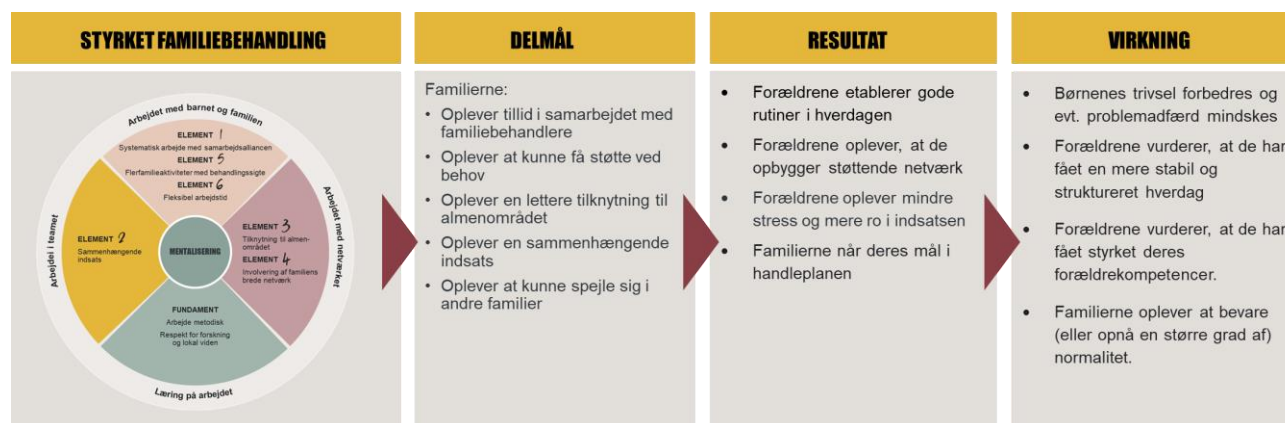 STYRKET FAMILIEBEHANDLING
Arbejdet med barnet og familien
ELEMENT 1
Systematisk arbejde med samarbejdsalliancen
ELEMENT 5
Flerfamilieaktiviteter med behandlingssigte
ELEMENT 6
Fleksibel arbejdstid
Arbejde i teamet
ELEMENT 2
Sammenhængende
indsats
MENTALISERING
Arbejdet med netværket
ELEMENT 3
Tilknytning til almen-
området
ELEMENT 4
Involvering af familiens
brede netværk
FUNDAMENT
Arbejde metodisk
Respekt for forskning
og lokal viden
Læring på arbejdet
DELMÅL
Familierne:
• Oplever tillid i samarbejdet med
familiebehandlere
• Oplever at kunne få støtte ved
behov
• Oplever en lettere tilknytning til
almenområdet
• Oplever en sammenhængende
indsats
• Oplever at kunne spejle sig i
andre familier
RESULTAT
• Forældrene etablerer gode
rutiner i hverdagen
• Forældrene oplever, at de
opbygger støttende netværk
• Forældrene oplever mindre
stress og mere ro i indsatsen
• Familierne når deres mål i
handleplanen
VIRKNING
• Børnenes trivsel forbedres og
evt. problemadfærd mindskes
• Forældrene vurderer, at de har
fået en mere stabil og
struktureret hverdag
• Forældrene vurderer, at de har
fået styrket deres
forældrekompetencer.
• Familierne oplever at bevare
(eller opnå en større grad af)
normalitet.